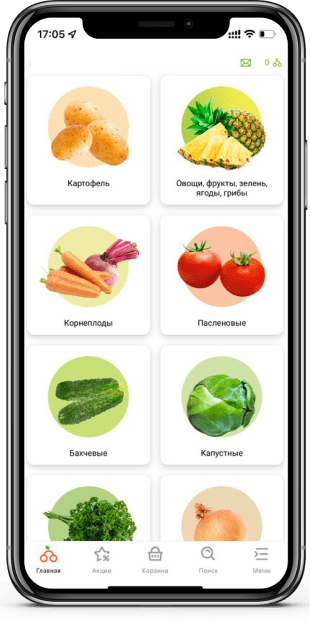 17:05
0
Картофель
Овощи, фрукты, зелень,
ягоды, грибы
Корнеплоды
Пасленовые
Бахчевые
Капустные
Главная
Акции
Корзина
Поиск
Меню